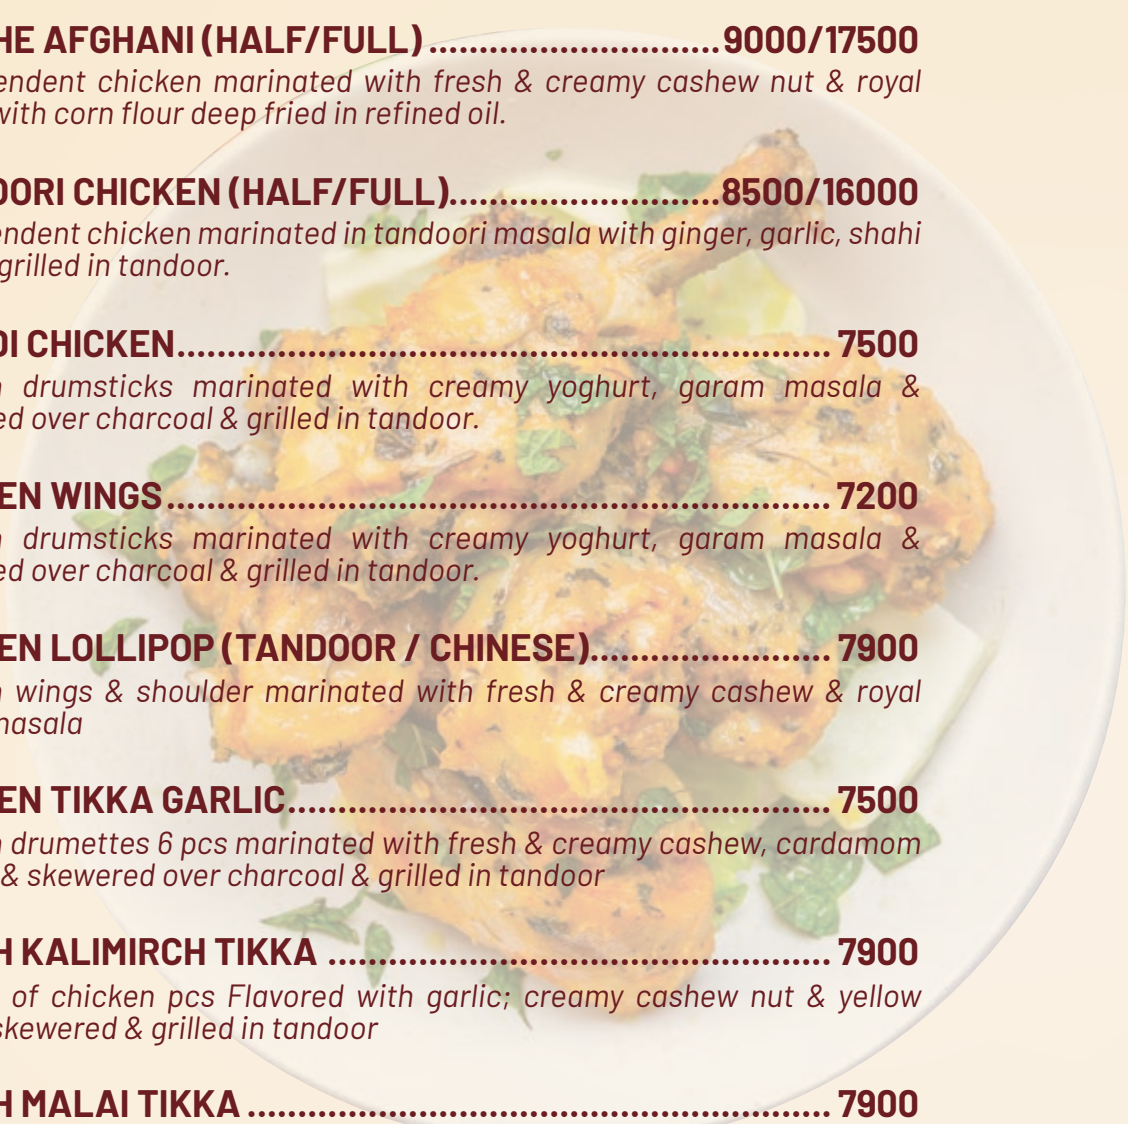 HE AFGHANI (HALF/FULL) ............................. 9000/17500
endent chicken marinated with fresh & creamy cashew nut & royal
with corn flour deep fried in refined oil.
OORI CHICKEN (HALF/FULL)........................... 8500/16000
endent chicken marinated in tandoori masala with ginger, garlic, shahi
grilled in tandoor.
DI CHICKEN................................................................. 7500
drumsticks marinated with creamy yoghurt, garam masala &
ed over charcoal & grilled in tandoor.
EN WINGS.................................................................. 7200
drumsticks marinated with creamy yoghurt, garam masala &
ed over charcoal & grilled in tandoor.
EN LOLLIPOP (TANDOOR / CHINESE)........................ 7900
wings & shoulder marinated with fresh & creamy cashew & royal
masala
EN TIKKA GARLIC...................................................... 7500
drumettes 6 pcs marinated with fresh & creamy cashew, cardamom
& skewered over charcoal & grilled in tandoor
H KALIMIRCH TIKKA .................................................. 7900
of chicken pcs Flavored with garlic; creamy cashew nut & yellow
skewered & grilled in tandoor
H MALAI TIKKA .......................................................... 7900